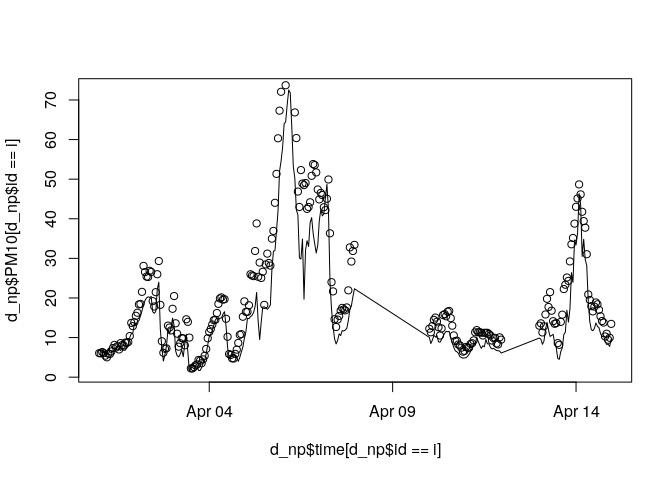 d_np$PM10[d_np$id == i]
70
60
50
40
30
20
10
0
Apr 04
Apr 09
Apr 14
d_np$time[d_np$id == i]